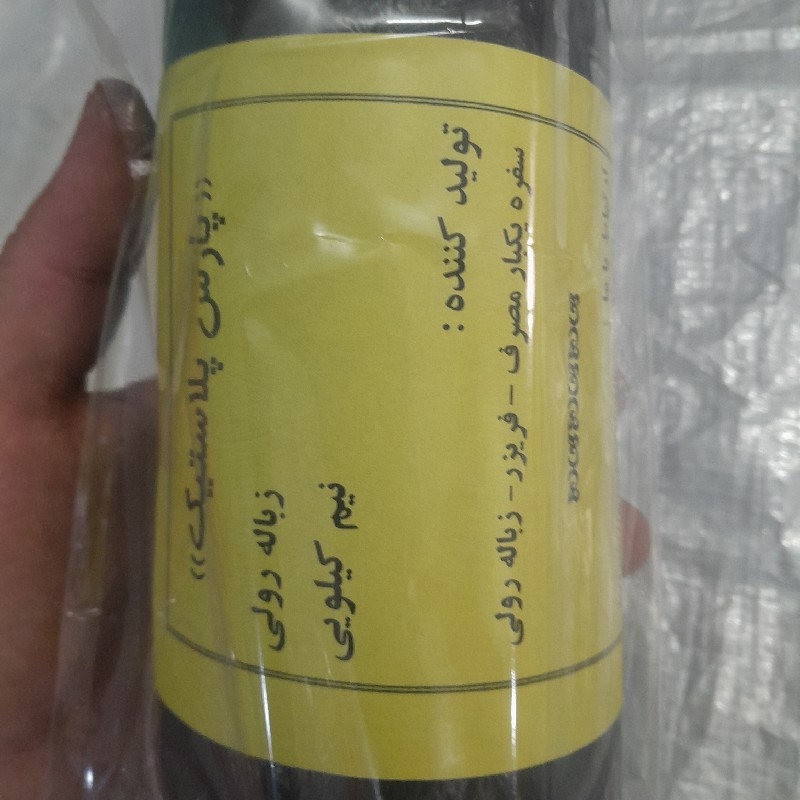 «پارس پلاستیک»
زباله رولی
نیم کیلویی
تولید کننده :
سفره یکبار مصرف - فریزر - زباله رولی